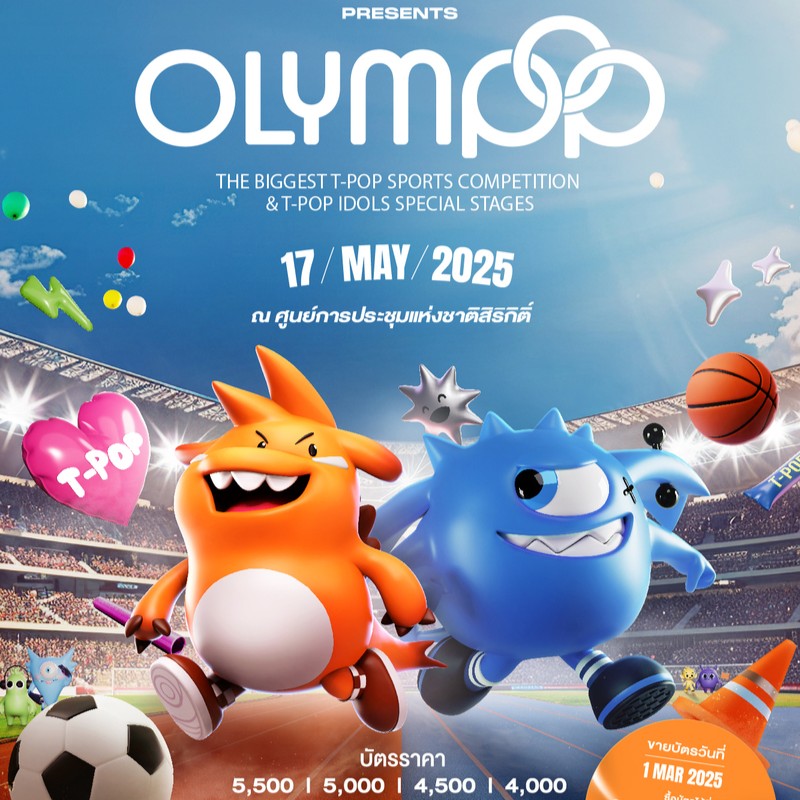 PRESENTS
OLYMPOP
THE BIGGEST T-POP SPORTS COMPETITION
& T-POP IDOLS SPECIAL STAGES
17 / MAY / 2025
ณ ศูนย์การประชุมแห่งชาติสิริกิติ์
T-POP
บัตรราคา
5,500 | 5,000 | 4,500 | 4,000
ขายบัตรวันที่
1 MAR 2025